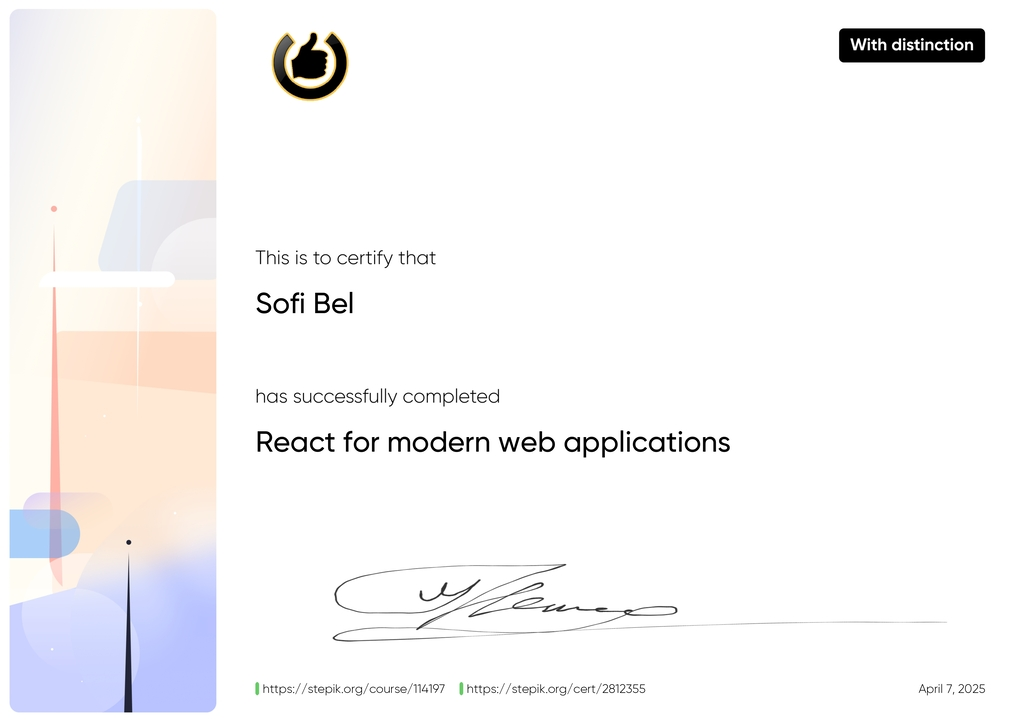 With distinction
This is to certify that
Sofi Bel
has successfully completed
React for modern web applications
https://stepik.org/course/114197 https://stepik.org/cert/2812355 April 7, 2025